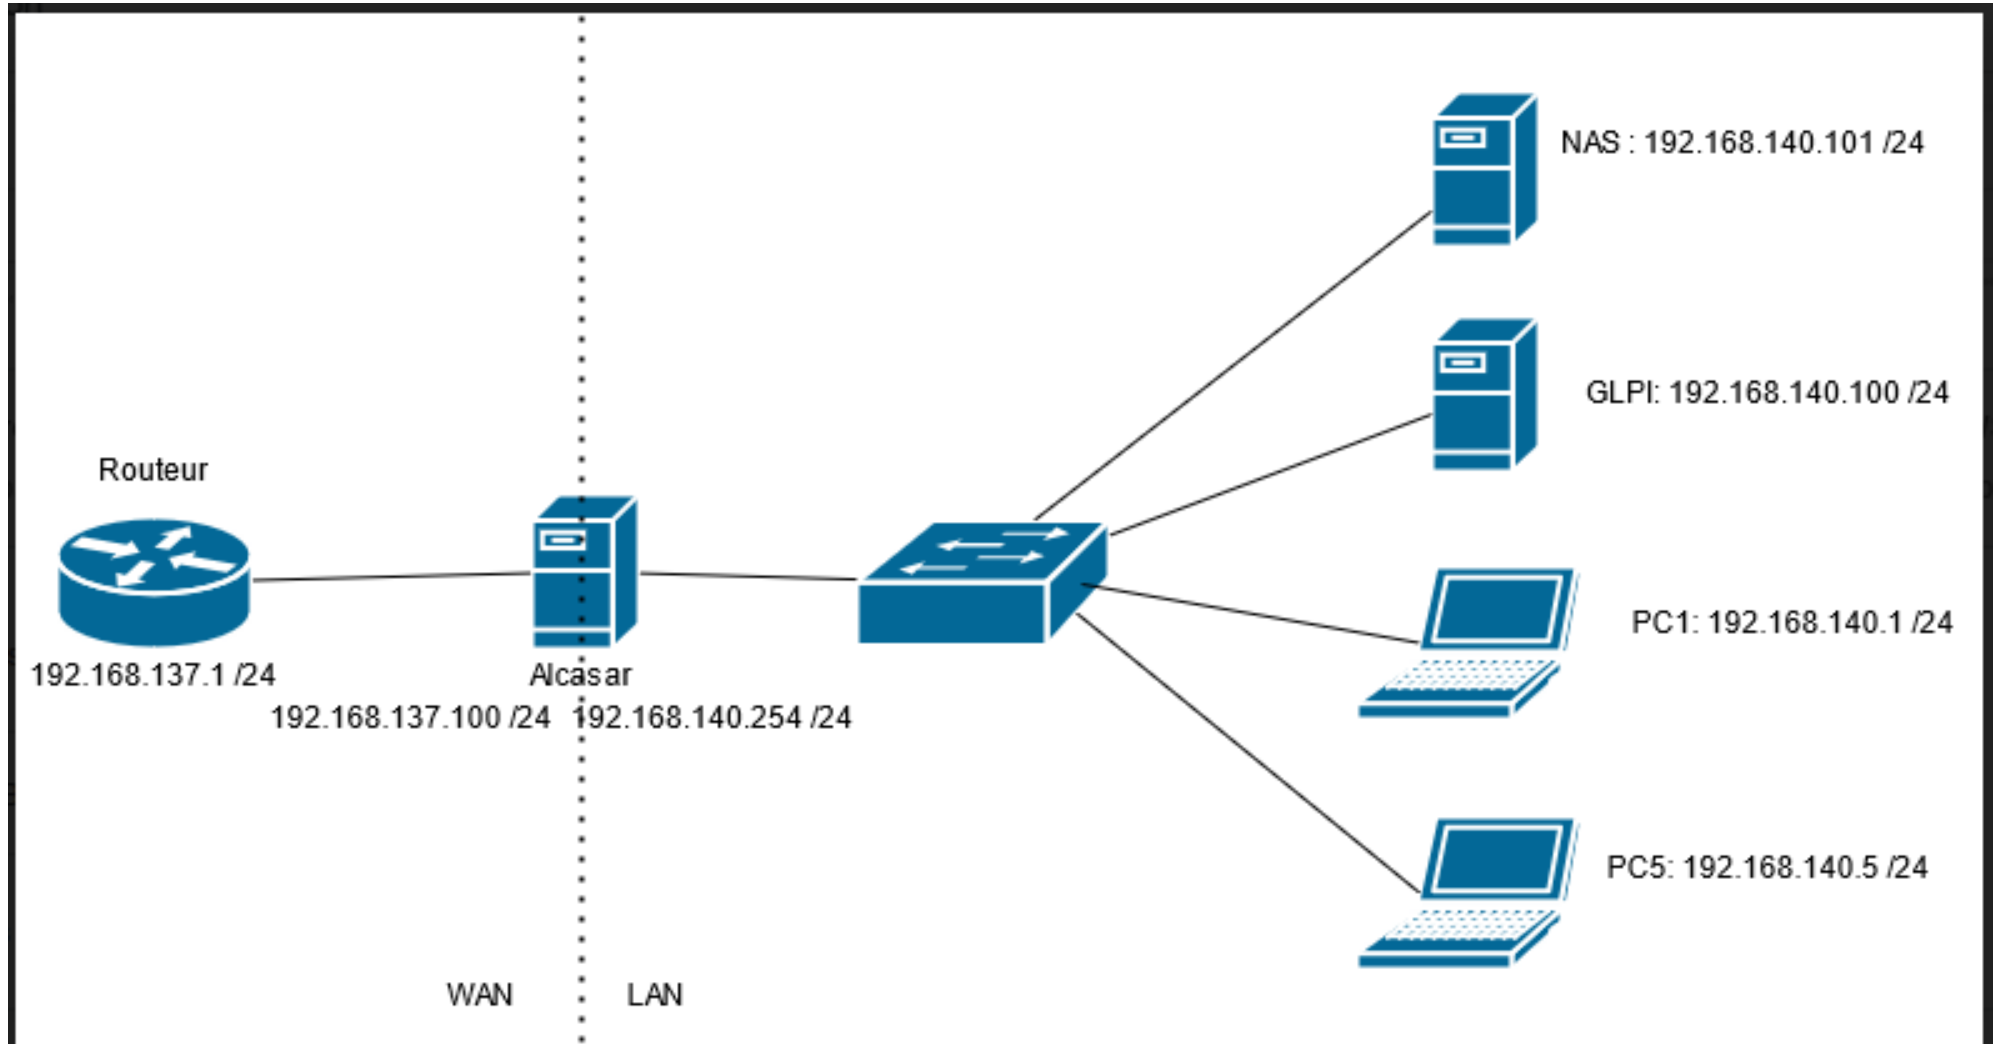 NAS : 192.168.140.101 /24
GLPI: 192.168.140.100 /24
Routeur
192.168.137.1 /24
Alcasar
192.168.137.100 /24
192.168.140.254 /24
PC1: 192.168.140.1 /24
PC5: 192.168.140.5 /24
WAN
LAN